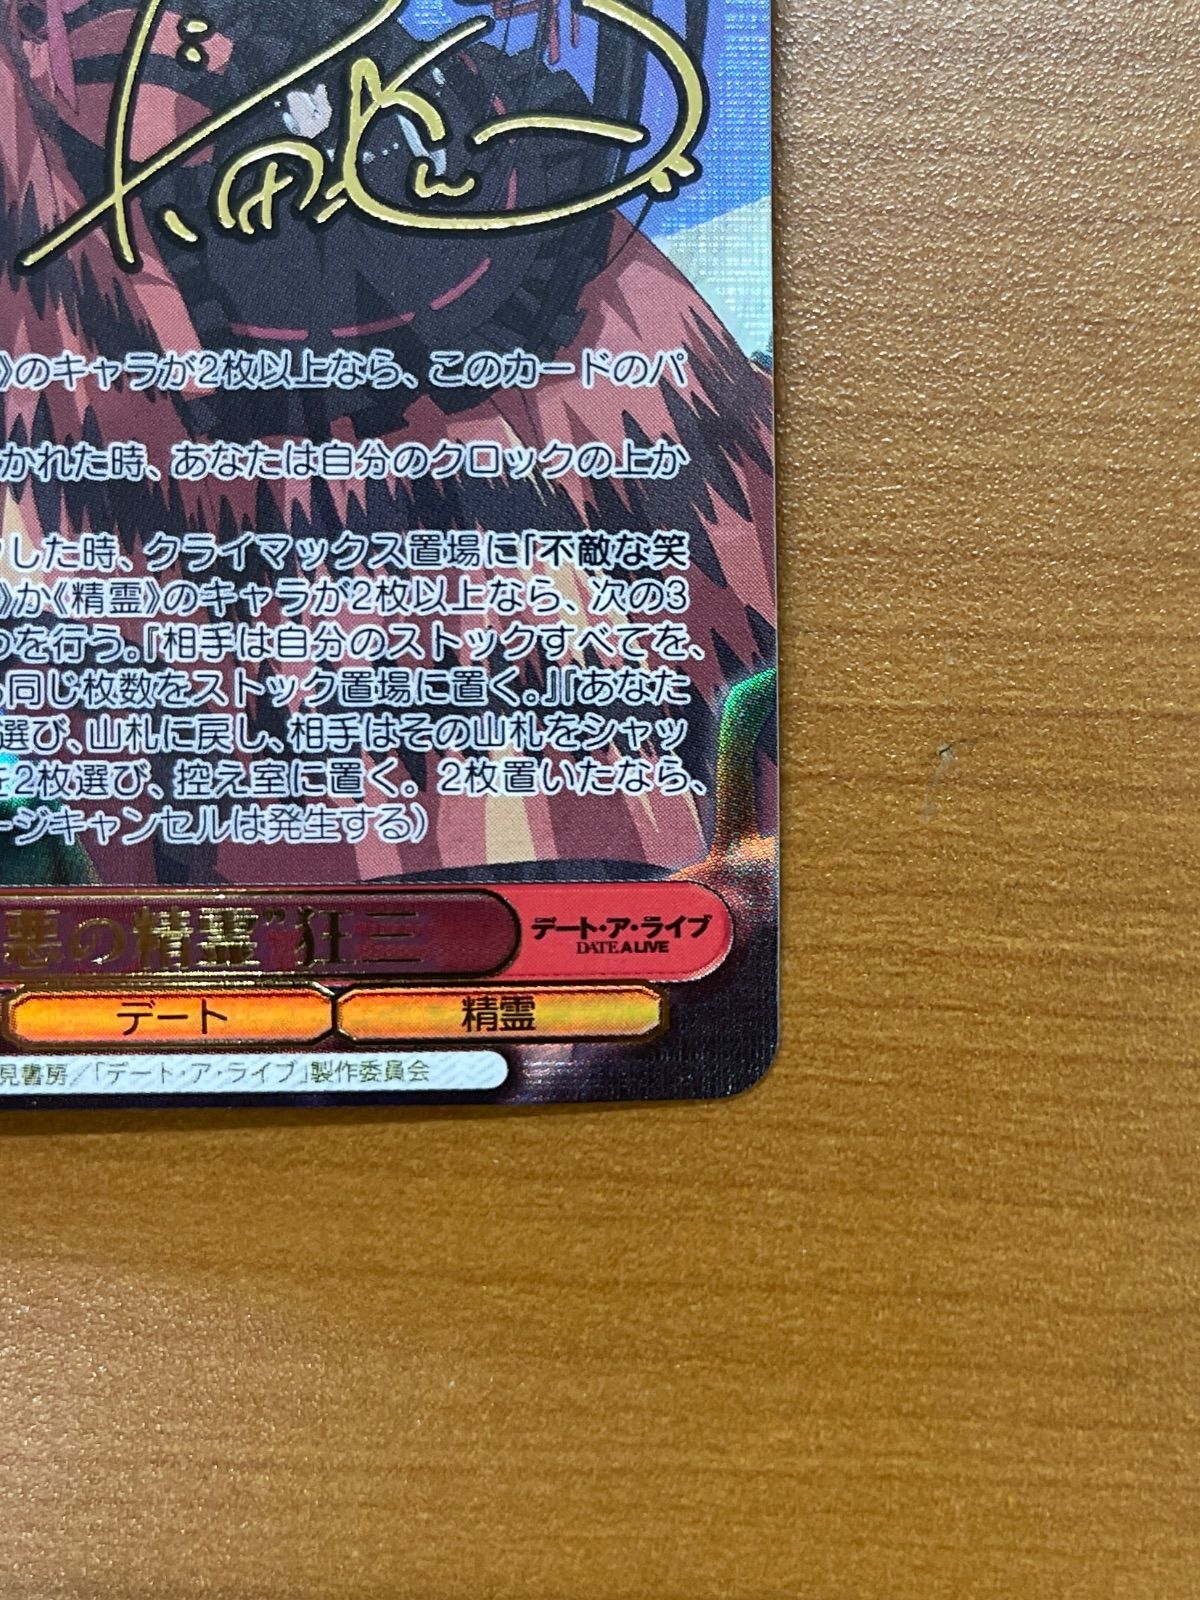 》のキャラが2枚以上なら、このカードのパ
かれた時、あなたは自分のクロックの上か
した時、クライマックス置場に「不敵な笑
》か《精霊》のキャラが2枚以上なら、次の3
を行う。『相手は自分のストックすべてを、
同じ枚数をストック置場に置く。』『あなた
選び、山札に戻し、相手はその山札をシャッ
を2枚選び、控え室に置く。2枚置いたなら、
ージキャンセルは発生する）
悪の精霊”狂三
デート・ア・ライブ
DATE A LIVE
デート 精霊
見書房／「デート・ア・ライブ」製作委員会